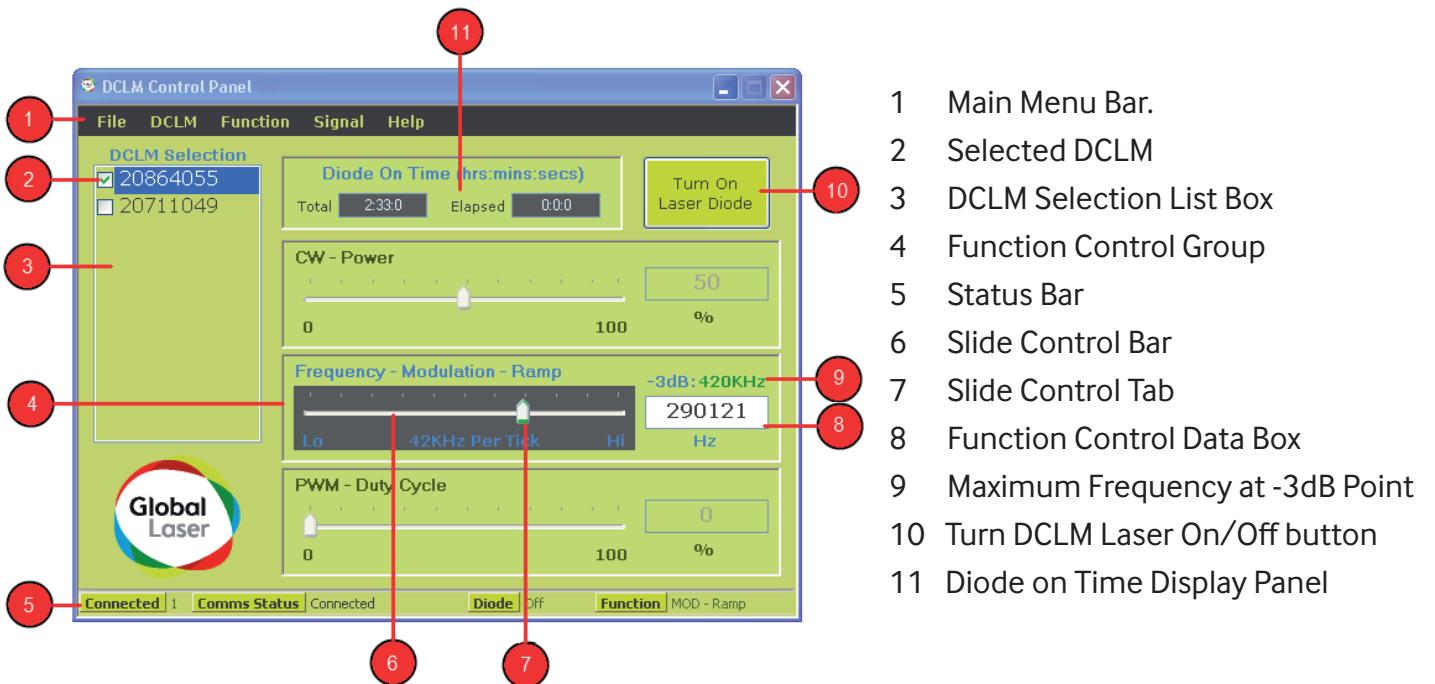 11
DCLM Control Panel
1
File DCLM Function Signal Help
DCLM Selection
2
20864055
20711049
3
Diode On Time (hrs:mins:secs)
Total 2:33:0 Elapsed 0:0:0
Turn On
Laser Diode
10
CW - Power
50
0 100 %
4
Frequency - Modulation - Ramp
-3dB: 420KHz
9
290121
8
Lo 42KHz Per Tick Hi Hz
PWM - Duty Cycle
0
0 100 %
Global
Laser
5
Connected 1 Comms Status Connected Diode Off Function MOD - Ramp
6
7
1 Main Menu Bar.
2 Selected DCLM
3 DCLM Selection List Box
4 Function Control Group
5 Status Bar
6 Slide Control Bar
7 Slide Control Tab
8 Function Control Data Box
9 Maximum Frequency at -3dB Point
10 Turn DCLM Laser On/Off button
11 Diode on Time Display Panel